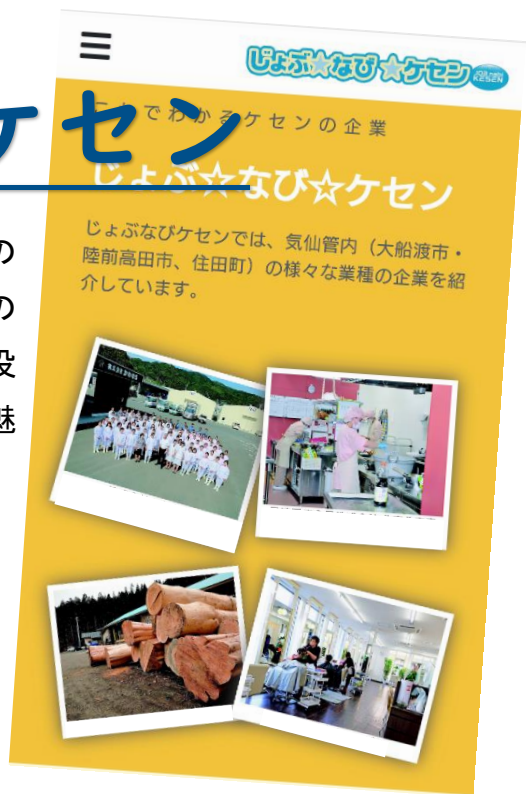 じょぶ☆なび☆ケセン
ケセン
でわかるケセンの企業
じょぶ☆なび☆ケセン
じょぶなびケセンでは、気仙管内（大船渡市・
陸前高田市、住田町）の様々な業種の企業を紹
介しています。
の
の
設
魅